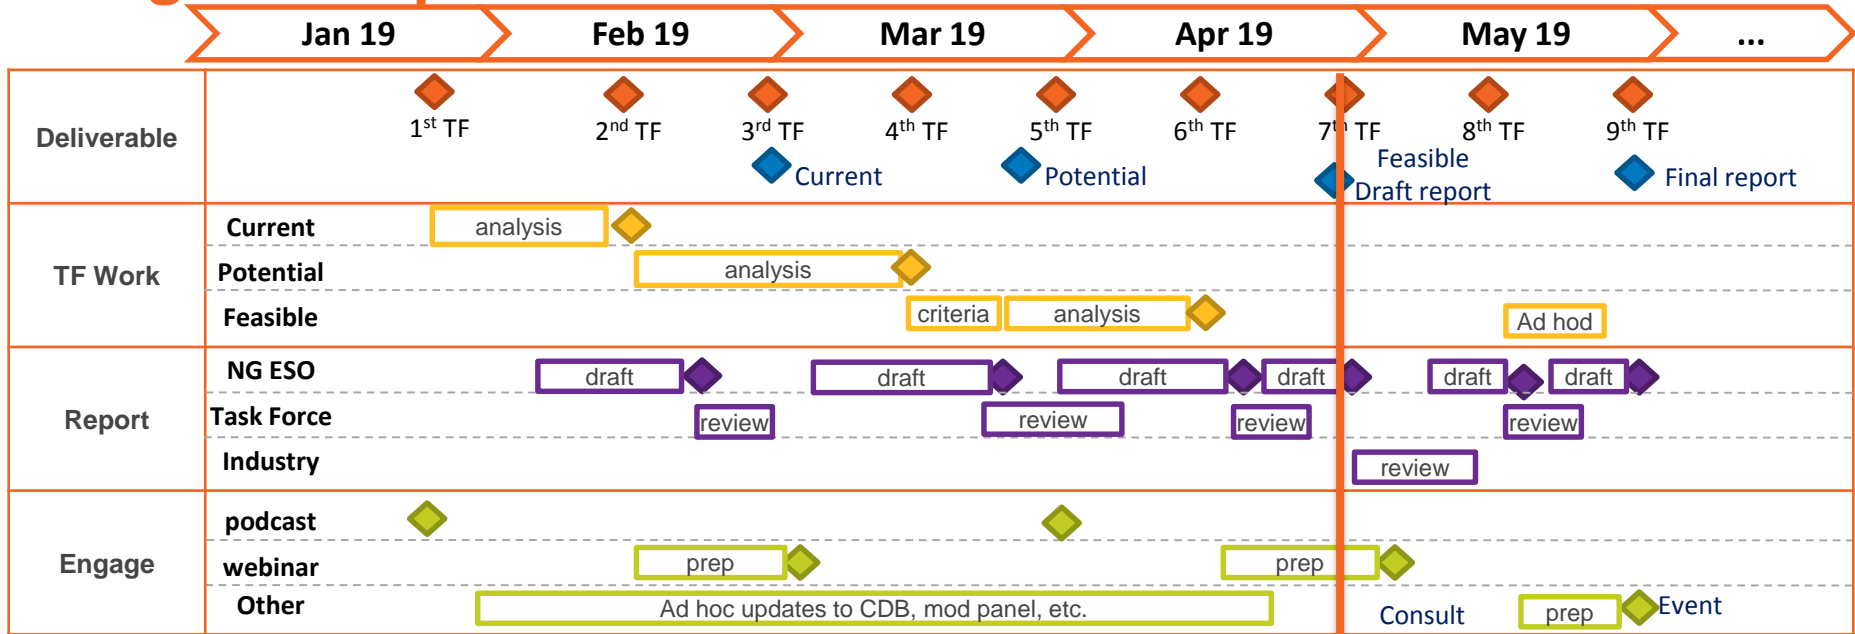 Jan 19 Feb 19 Mar 19 Apr 19 May 19 ...
Deliverable
1st TF 2nd TF 3rd TF 4th TF 5th TF 6th TF 7th TF 8th TF 9th TF
Current Potential Feasible Final report
Draft report
TF Work
Current analysis
Potential analysis
Feasible criteria analysis Ad hod
Report
NG ESO draft draft draft draft draft draft
Task Force review review review review
Industry review
Engage
podcast
webinar prep prep
Other Ad hoc updates to CDB, mod panel, etc. Consult prep Event